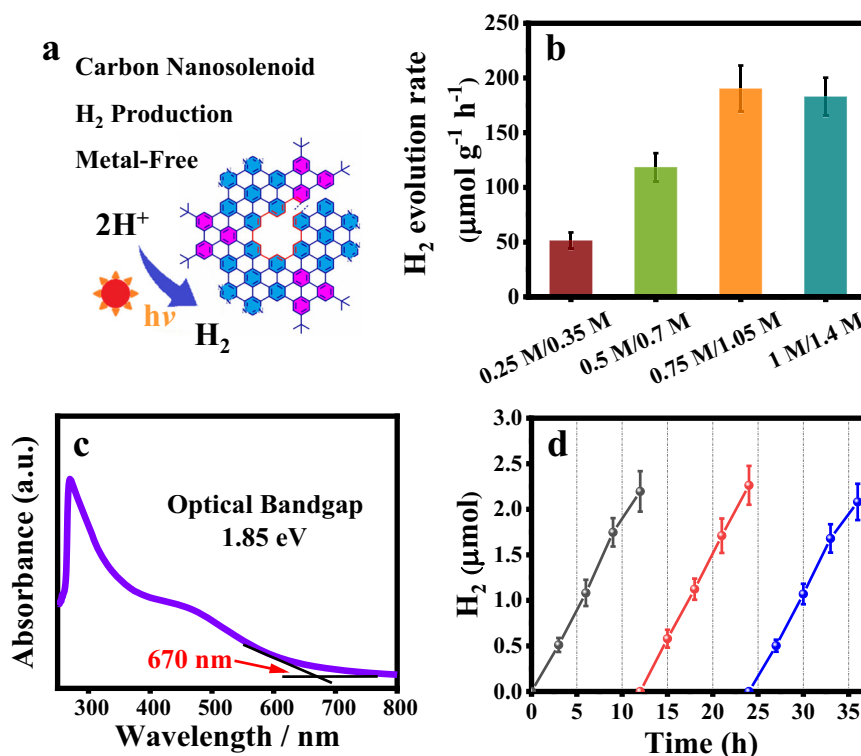 a
Carbon Nanosolenoid
H₂ Production
Metal-Free
2H⁺
hν
H₂
b
H₂ evolution rate
(μmol g⁻¹ h⁻¹)
250
200
150
100
50
0
0.25 M/0.35 M
0.5 M/0.7 M
0.75 M/1.05 M
1 M/1.4 M
c
Absorbance (a.u.)
Optical Bandgap
1.85 eV
670 nm
300 400 500 600 700 800
Wavelength / nm
d
H₂ (μmol)
3.0
2.5
2.0
1.5
1.0
0.5
0.0
0 5 10 15 20 25 30 35
Time (h)